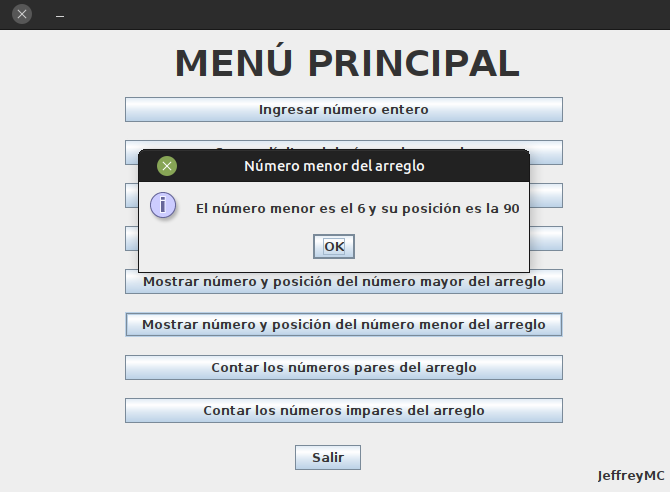 MENÚ PRINCIPAL
Ingresar número entero
Número menor del arreglo
El número menor es el 6 y su posición es la 90
OK
Mostrar número y posición del número mayor del arreglo
Mostrar número y posición del número menor del arreglo
Contar los números pares del arreglo
Contar los números impares del arreglo
Salir
JeffreyMC